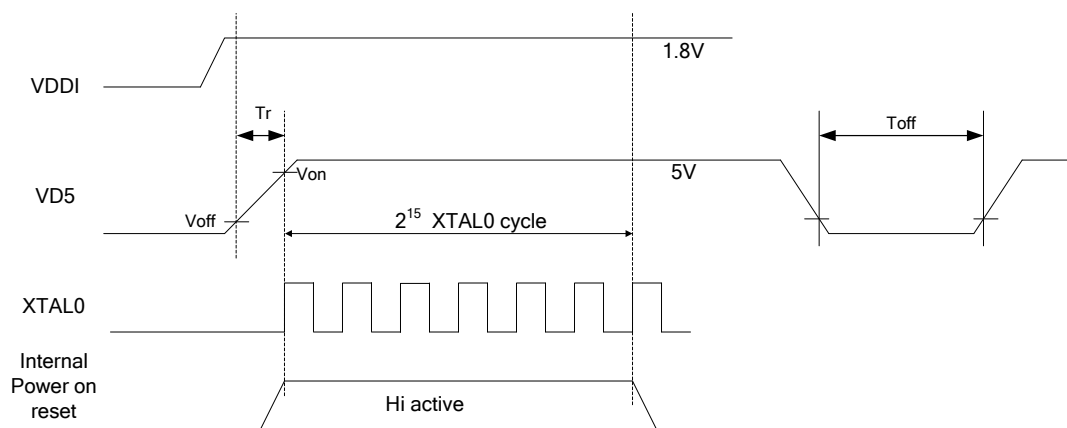 1.8V
VDDI
Tr
Toff
Von
5V
VD5
Voff
2^15 XTAL0 cycle
XTAL0
Internal
Power on
reset
Hi active